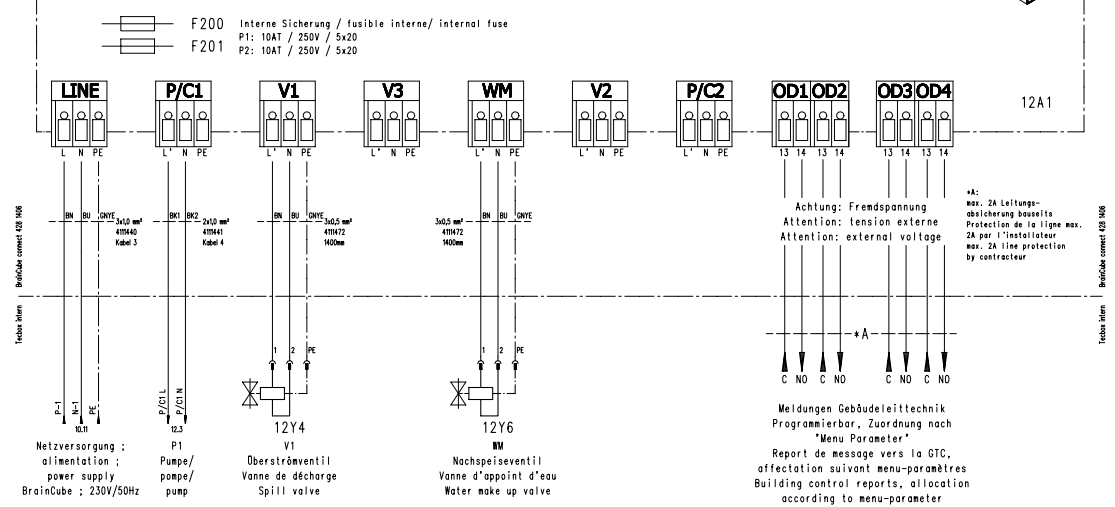 F200 Interne Sicherung / fusible interne/ internal fuse
P1: 10AT / 250V / 5x20
F201 P2: 10AT / 250V / 5x20
LINE P/C1 V1 V3 WM V2 P/C2 OD1 OD2 OD3 OD4
12A1
L N PE L' N PE L' N PE L' N PE L' N PE L' N PE L' N PE 13 14 13 14 13 14 13 14
BN BU GNYE
3x1,0 mm²
4111440
Kabel 3
BK1 BK2
2x1,0 mm²
4111441
Kabel 4
BN BU GNYE
3x0,5 mm²
4111472
1400mm
3x0,5 mm²
4111472
1400mm
BN BU GNYE
Achtung: Fremdspannung
Attention: tension externe
Attention: external voltage
*A:
max. 2A Leitungs-
absicherung bauseits
Protection de la ligne max.
2A par l'installateur
max. 2A line protection
by contracteur
BrainCube connect 428 1406
Tecbox intern
BrainCube connect 428 1406
Tecbox intern
1 2 PE
1 2 PE
*A
C NO C NO C NO C NO
P-1 N-1 PE
10.11
P/C1 L P/C1 N
12.3
12Y4
12Y6
Netzversorgung ;
alimentation ;
power supply
BrainCube ; 230V/50Hz
P1
Pumpe/
pompe/
pump
V1
Überströmventil
Vanne de décharge
Spill valve
WM
Nachspeiseventil
Vanne d'appoint d'eau
Water make up valve
Meldungen Gebäudeleittechnik
Programmierbar, Zuordnung nach
"Menu Parameter"
Report de message vers la GTC,
affectation suivant menu-paramètres
Building control reports, allocation
according to menu-parameter